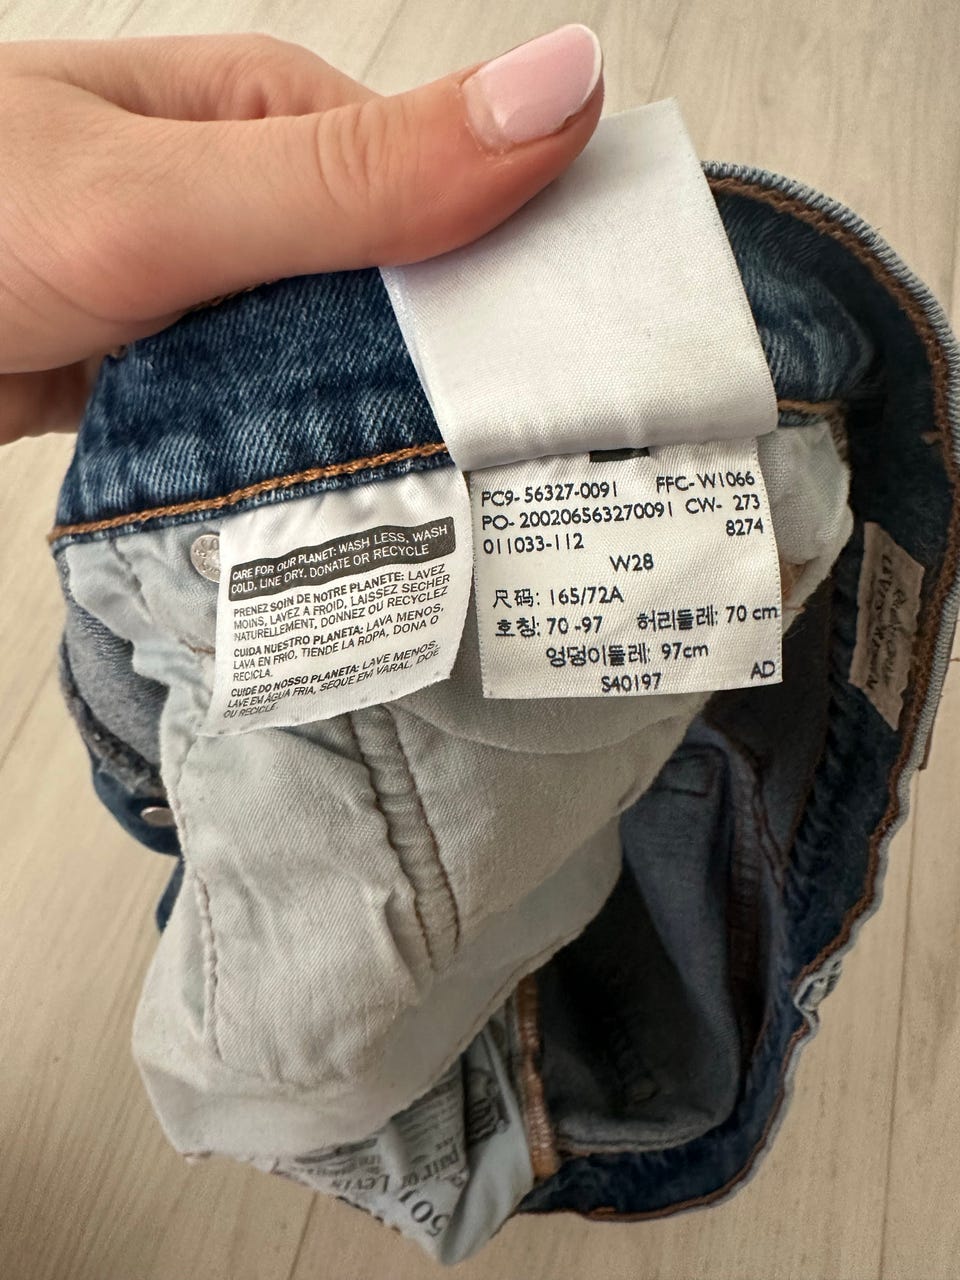 CARE FOR OUR PLANET: WASH LESS, WASH
COLD, LINE DRY, DONATE OR RECYCLE
PRENEZ SOIN DE NOTRE PLANETE: LAVEZ
MOINS, LAVEZ A FROID, LAISSEZ SECHER
NATURELLEMENT, DONNEZ OU RECYCLEZ
CUIDA NUESTRO PLANETA: LAVA MENOS,
LAVA EN FRIO, TIENDE LA ROPA, DONA O
RECICLA.
CUIDE DO NOSSO PLANETA: LAVE MENOS,
LAVE EM ÁGUA FRIA, SEQUE EM VARAL, DOE
OU RECICLE.
PC9- 56327-0091 FFC- W1066
PO- 200206563270091 CW- 273
8274
011033-112
W28
尺码: 165/72A
호칭: 70 -97 허리둘레: 70 cm
엉덩이둘레: 97cm
S40197 AD
501
pair of Levi's